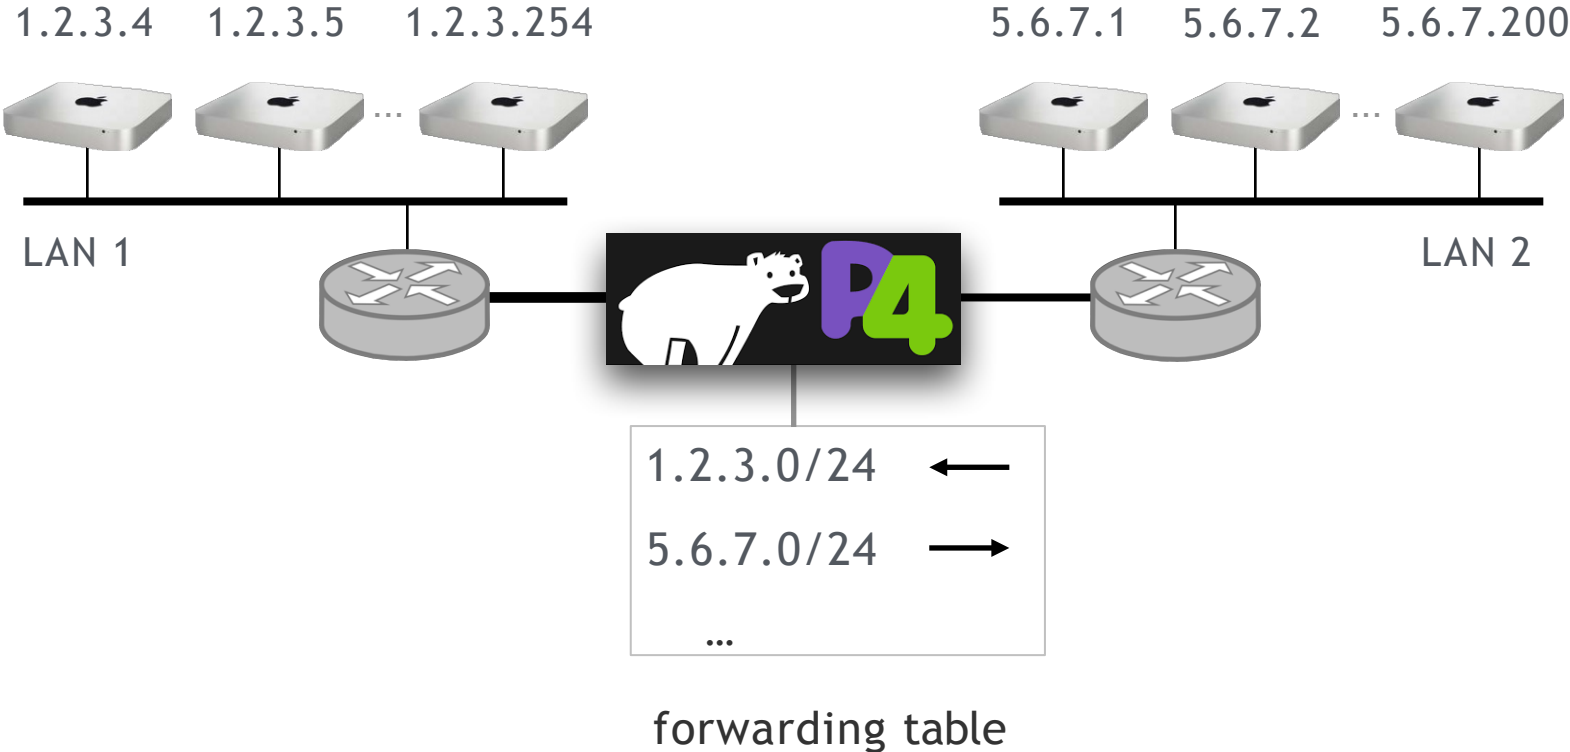 1.2.3.4 1.2.3.5 1.2.3.254 5.6.7.1 5.6.7.2 5.6.7.200
... ...
LAN 1 LAN 2
P4
1.2.3.0/24 ←
5.6.7.0/24 →
...
forwarding table